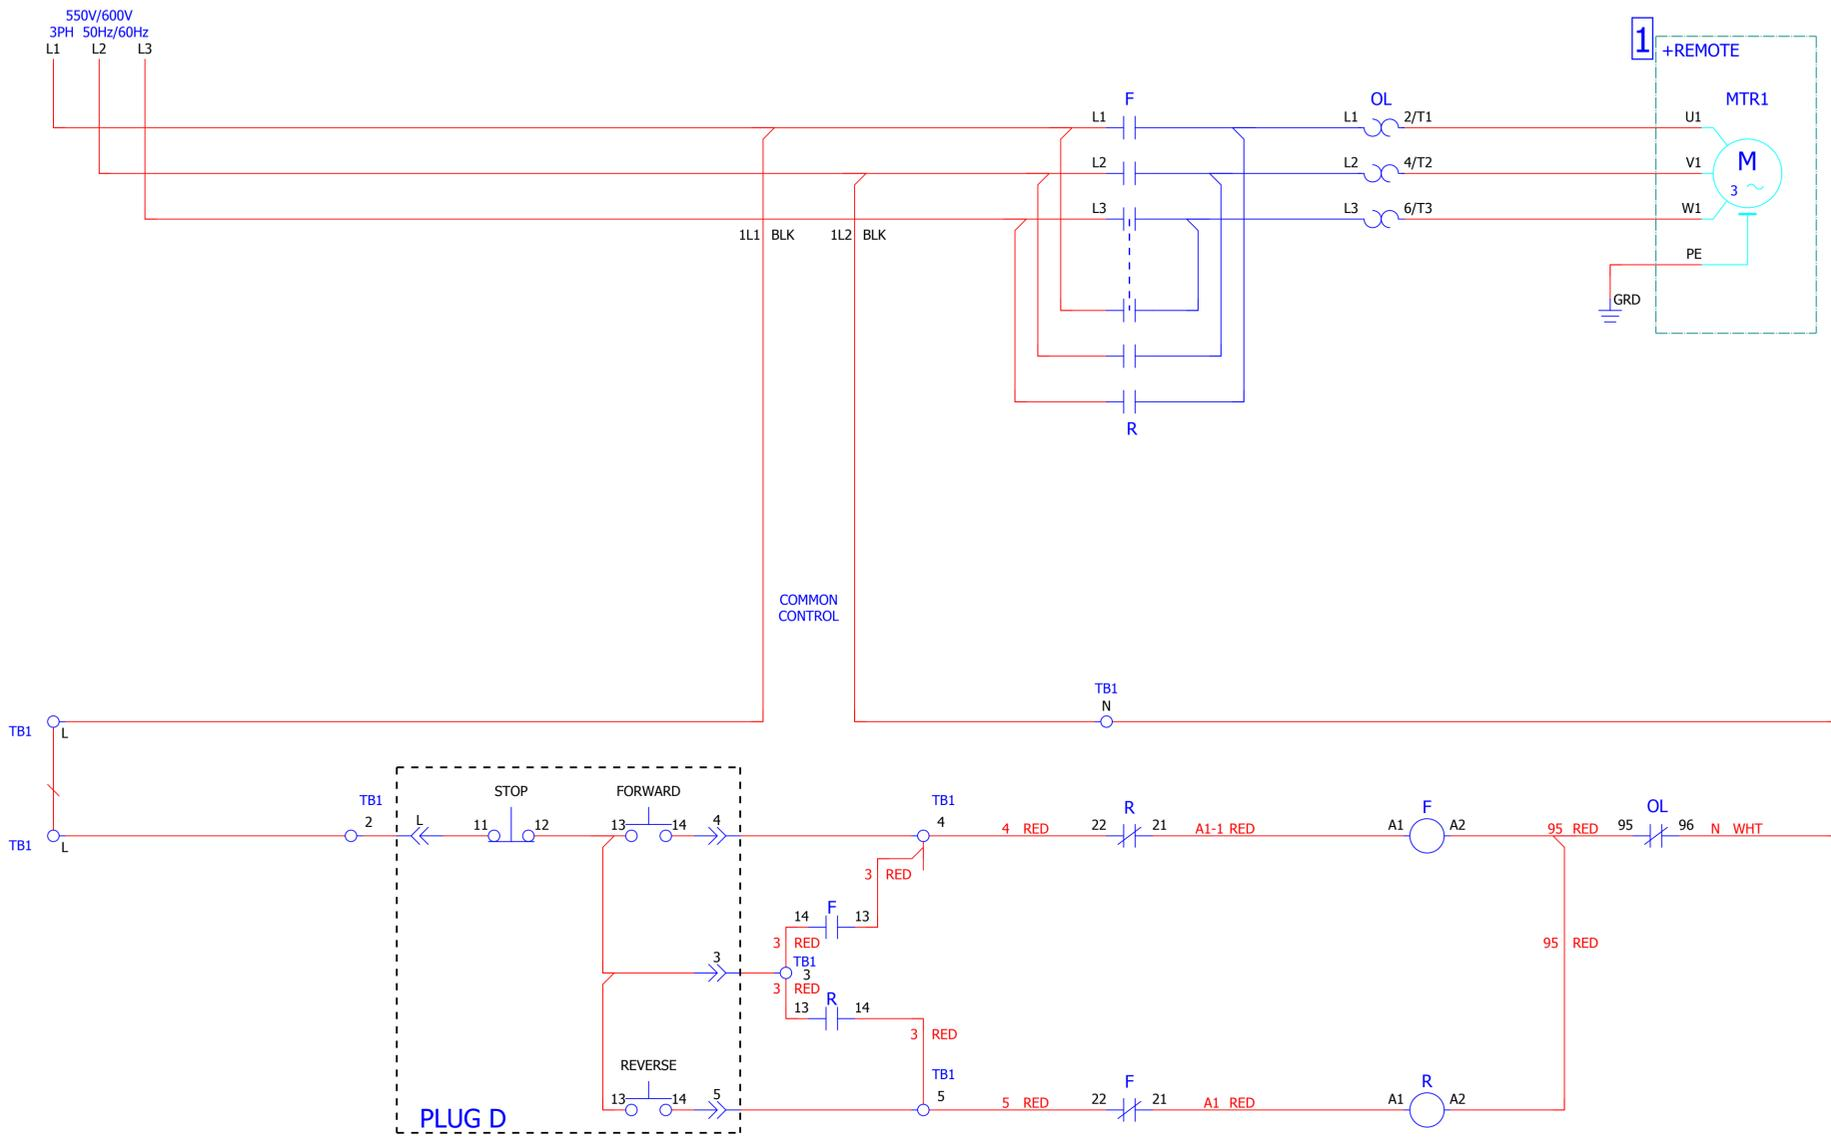 550V/600V
3PH 50Hz/60Hz
L1 L2 L3
1 +REMOTE
F OL MTR1
L1 L1 2/T1 U1
M
3
L2 L2 4/T2 V1
L3 L3 6/T3 W1
1L1 BLK 1L2 BLK
PE
GRD
R
COMMON
CONTROL
TB1
N
TB1 L
TB1 STOP FORWARD TB1 R F OL
2 L 11 12 13 14 4 4 4 RED 22 21 A1-1 RED A1 A2 95 RED 95 96 N WHT
TB1 L
3 RED
F
14 13
3 RED 95 RED
3 TB1
3
3 RED
R
13 14
3 RED
REVERSE TB1 F R
13 14 5 5 5 RED 22 21 A1 RED A1 A2
PLUG D